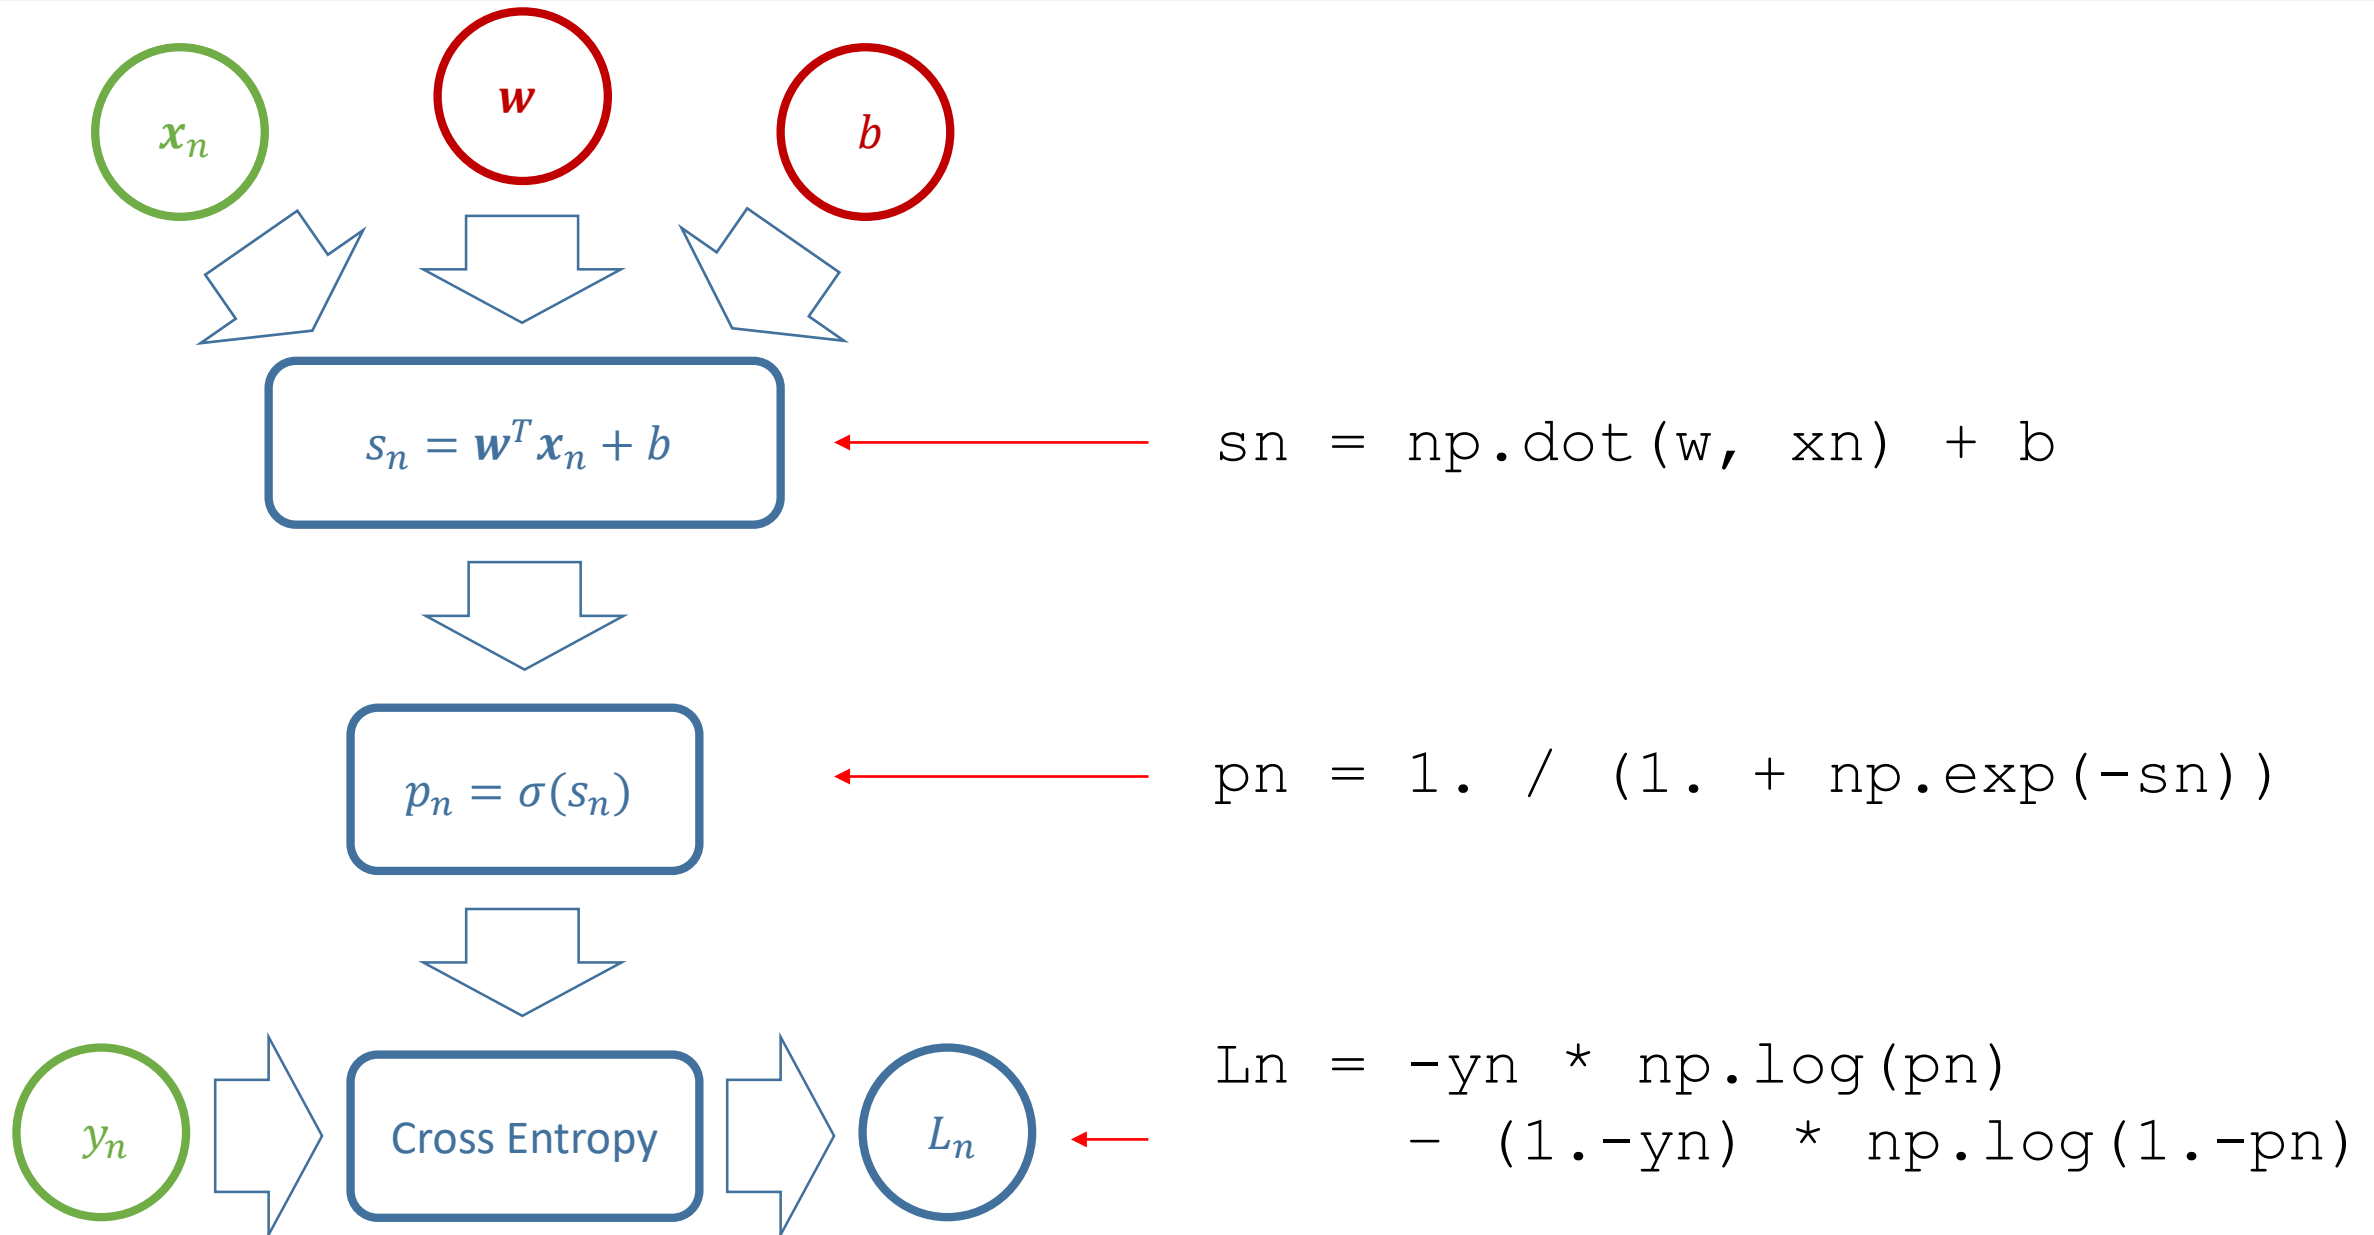 𝒙ₙ
𝒘
b
sₙ = 𝒘ᵀ𝒙ₙ + b
sn = np.dot(w, xn) + b
pₙ = σ(sₙ)
pn = 1. / (1. + np.exp(-sn))
yₙ
Cross Entropy
Lₙ
Ln = -yn * np.log(pn)
- (1.-yn) * np.log(1.-pn)